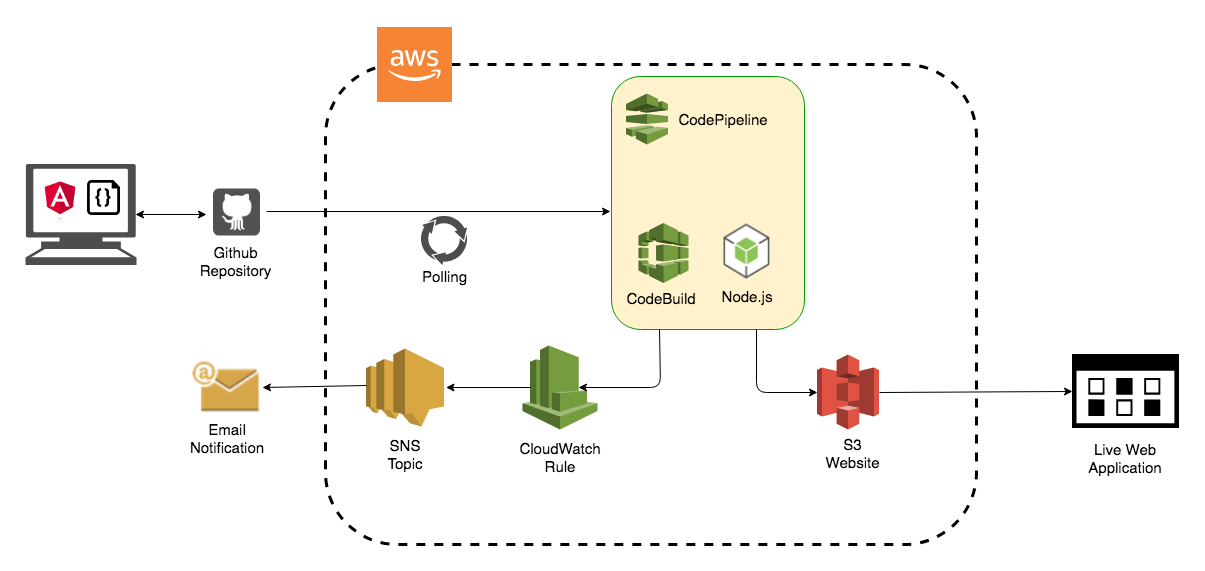 aws
CodePipeline
A
{}
Github
Repository
Polling
CodeBuild
Node.js
@
Email
Notification
SNS
Topic
CloudWatch
Rule
S3
Website
Live Web
Application